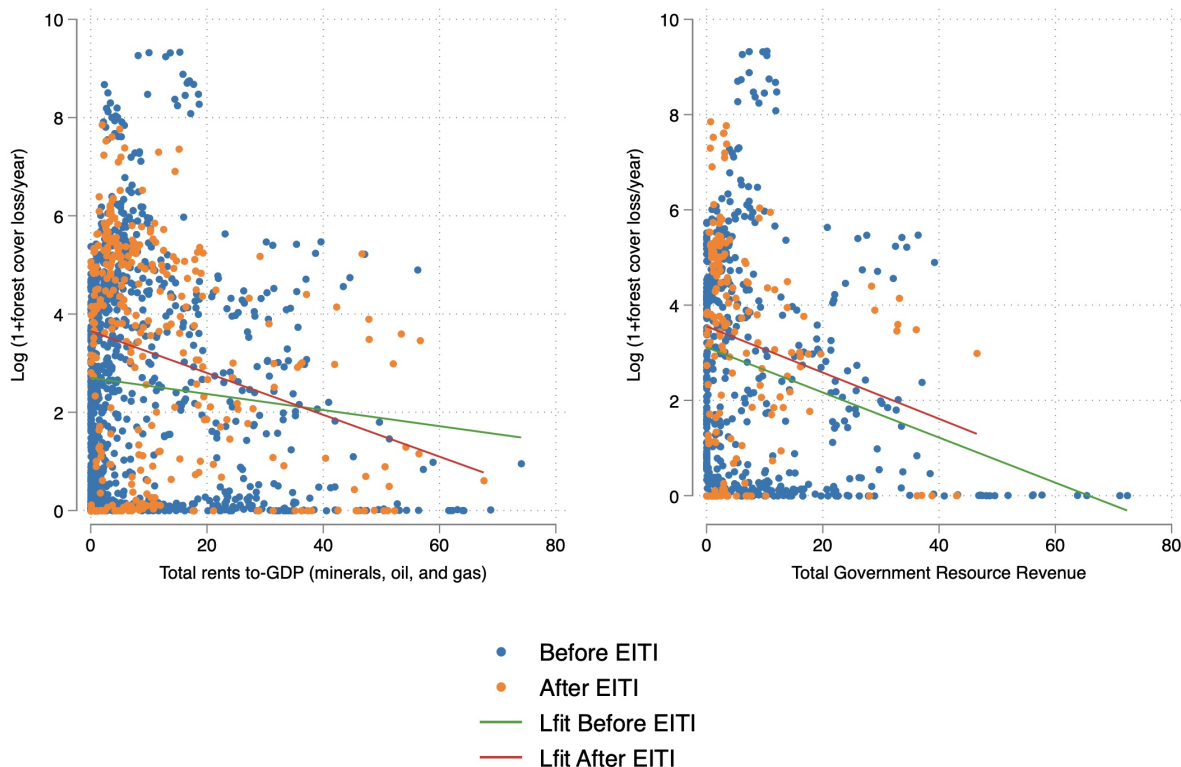 10
8
6
4
2
0
Log (1+forest cover loss/year)
0 20 40 60 80
Total rents to-GDP (minerals, oil, and gas)
10
8
6
4
2
0
Log (1+forest cover loss/year)
0 20 40 60 80
Total Government Resource Revenue
Before EITI
After EITI
Lfit Before EITI
Lfit After EITI